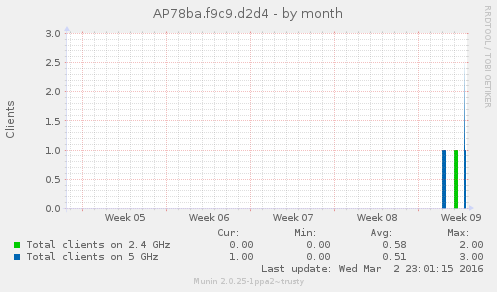 AP78ba.f9c9.d2d4 - by month
RRDTOOL / TOBI OETIKER
Clients
3.0
2.5
2.0
1.5
1.0
0.5
0.0
Week 05 Week 06 Week 07 Week 08 Week 09
Cur: Min: Avg: Max:
Total clients on 2.4 GHz 0.00 0.00 0.58 2.00
Total clients on 5 GHz 1.00 0.00 0.51 3.00
Last update: Wed Mar 2 23:01:15 2016
Munin 2.0.25-1ppa2~trusty